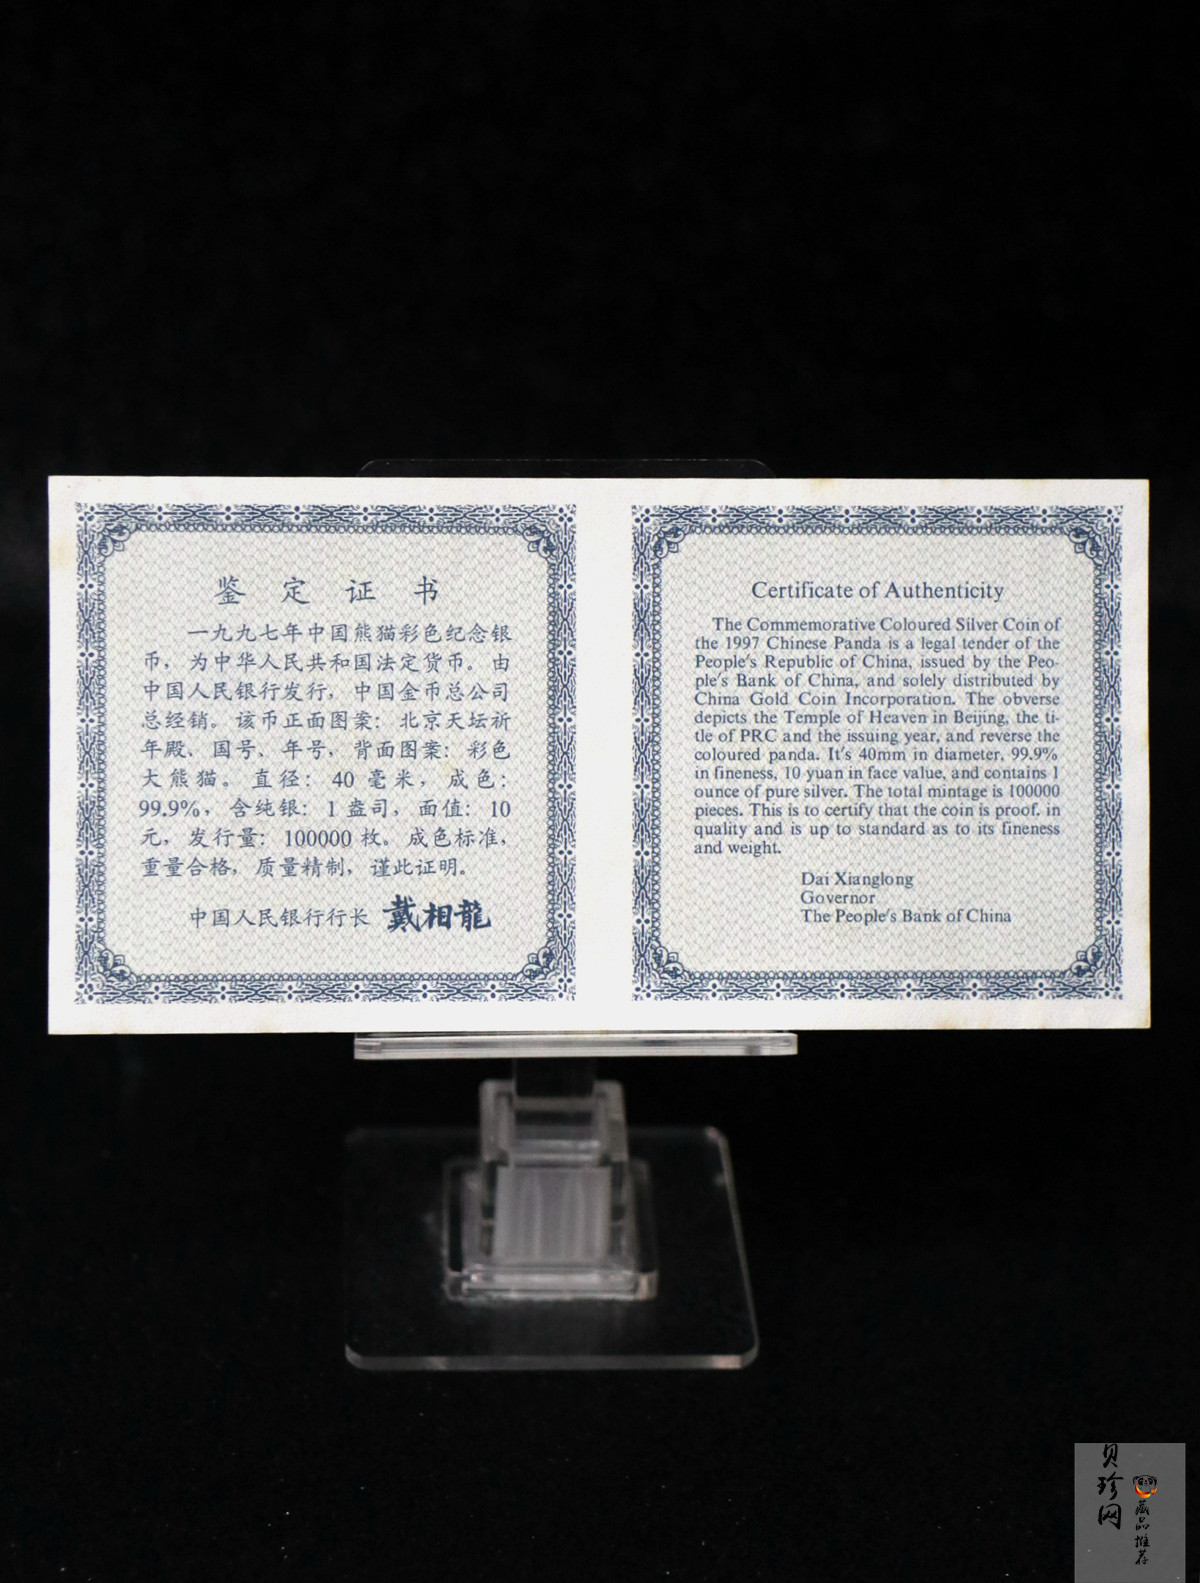 鉴定证书
一九九七年中国熊猫彩色纪念银
币，为中华人民共和国法定货币。由
中国人民银行发行，中国金币总公司
总经销。该币正面图案：北京天坛祈
年殿、国号、年号，背面图案：彩色
大熊猫。直径：40毫米，成色：
99.9%，含纯银：1盎司，面值：10
元，发行量：100000枚。成色标准，
重量合格，质量精制，谨此证明。
中国人民银行行长 戴相龍
Certificate of Authenticity
The Commemorative Coloured Silver Coin of
the 1997 Chinese Panda is a legal tender of the
People's Republic of China, issued by the Peo-
ple's Bank of China, and solely distributed by
China Gold Coin Incorporation. The obverse
depicts the Temple of Heaven in Beijing, the ti-
tle of PRC and the issuing year, and reverse the
coloured panda. It's 40mm in diameter, 99.9%
in fineness, 10 yuan in face value, and contains 1
ounce of pure silver. The total mintage is 100000
pieces. This is to certify that the coin is proof. in
quality and is up to standard as to its fineness
and weight.
Dai Xianglong
Governor
The People's Bank of China
贝珍网
藏品推荐